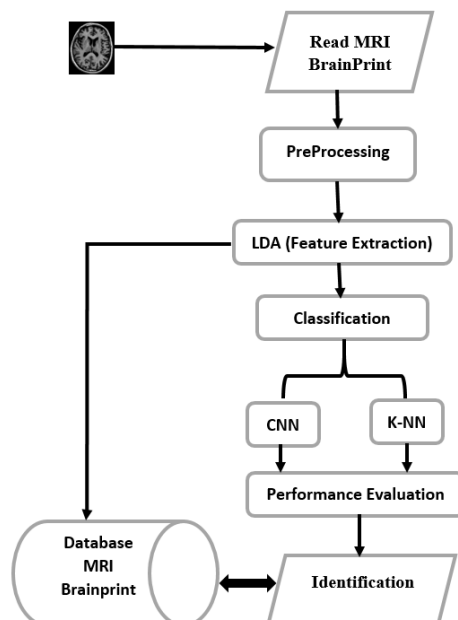 Read MRI
BrainPrint
PreProcessing
LDA (Feature Extraction)
Classification
CNN
K-NN
Performance Evaluation
Database
MRI
Brainprint
Identification